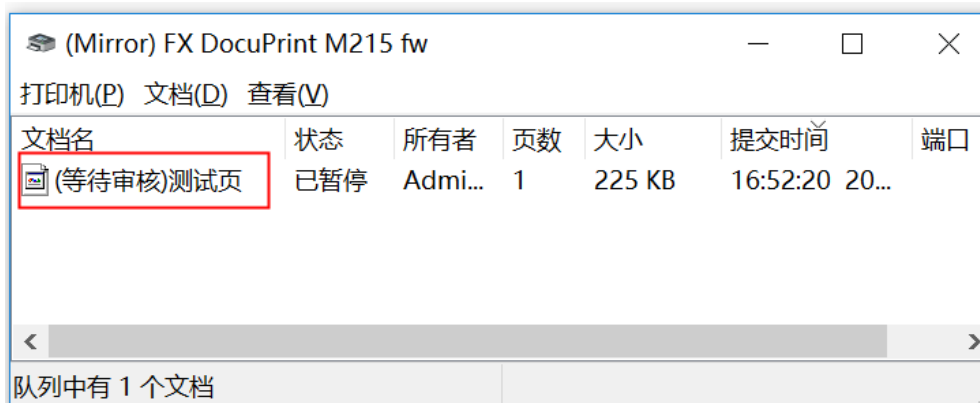 (Mirror) FX DocuPrint M215 fw
打印机(P) 文档(D) 查看(V)
文档名 状态 所有者 页数 大小 提交时间 端口
(等待审核)测试页 已暂停 Admi... 1 225 KB 16:52:20 20...
队列中有 1 个文档